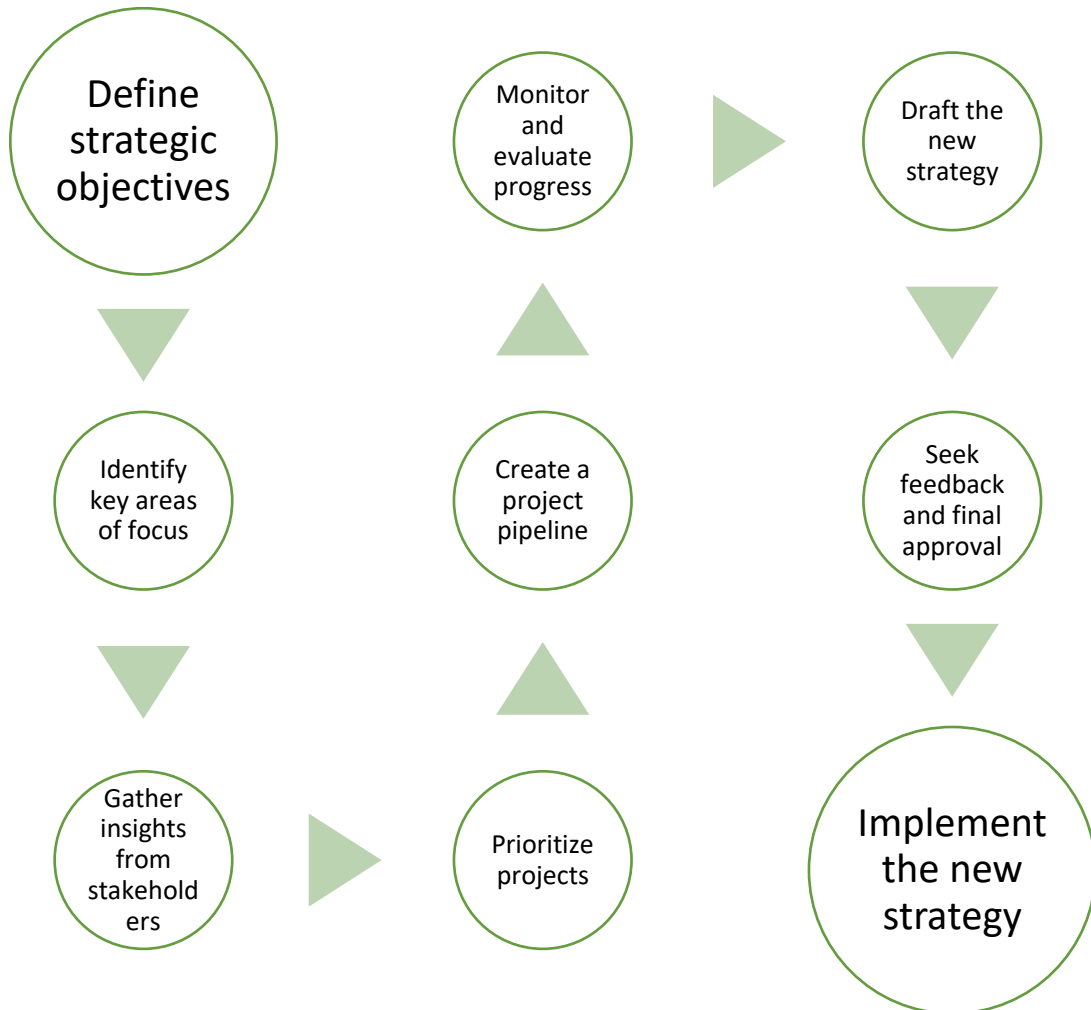 Define
strategic
objectives
Identify
key areas
of focus
Gather
insights
from
stakehold
ers
Prioritize
projects
Create a
project
pipeline
Monitor
and
evaluate
progress
Draft the
new
strategy
Seek
feedback
and final
approval
Implement
the new
strategy